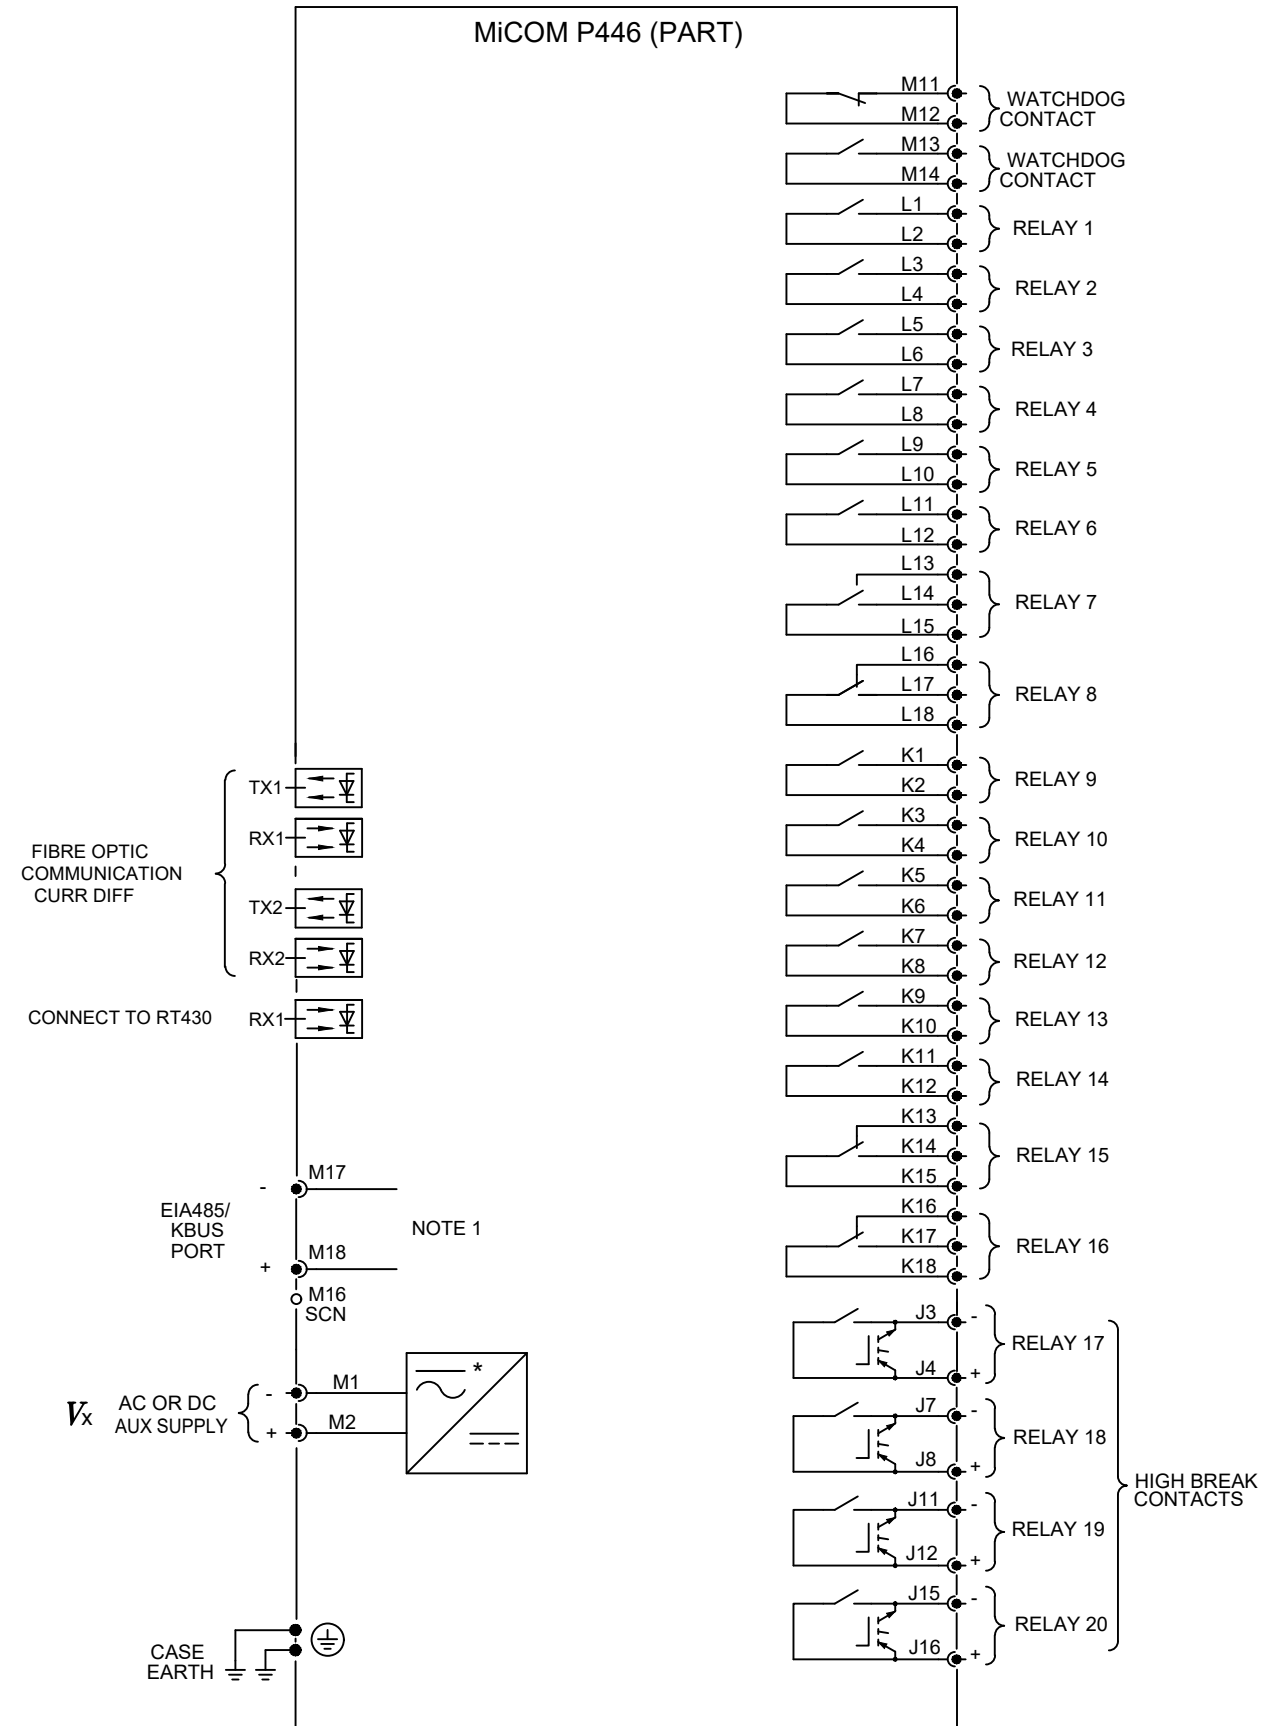 MiCOM P446 (PART)
M11
M12
WATCHDOG
CONTACT
M13
M14
WATCHDOG
CONTACT
L1
L2
RELAY 1
L3
L4
RELAY 2
L5
L6
RELAY 3
L7
L8
RELAY 4
L9
L10
RELAY 5
L11
L12
RELAY 6
L13
L14
L15
RELAY 7
L16
L17
L18
RELAY 8
K1
K2
RELAY 9
K3
K4
RELAY 10
K5
K6
RELAY 11
K7
K8
RELAY 12
K9
K10
RELAY 13
K11
K12
RELAY 14
K13
K14
K15
RELAY 15
K16
K17
K18
RELAY 16
J3 -
J4 +
RELAY 17
J7 -
J8 +
RELAY 18
J11 -
J12 +
RELAY 19
J15 -
J16 +
RELAY 20
HIGH BREAK
CONTACTS
FIBRE OPTIC
COMMUNICATION
CURR DIFF
TX1
RX1
TX2
RX2
CONNECT TO RT430
RX1
EIA485/
KBUS
PORT
- M17
+ M18
M16
SCN
NOTE 1
Vx
AC OR DC
AUX SUPPLY
- M1
+ M2
*
CASE
EARTH